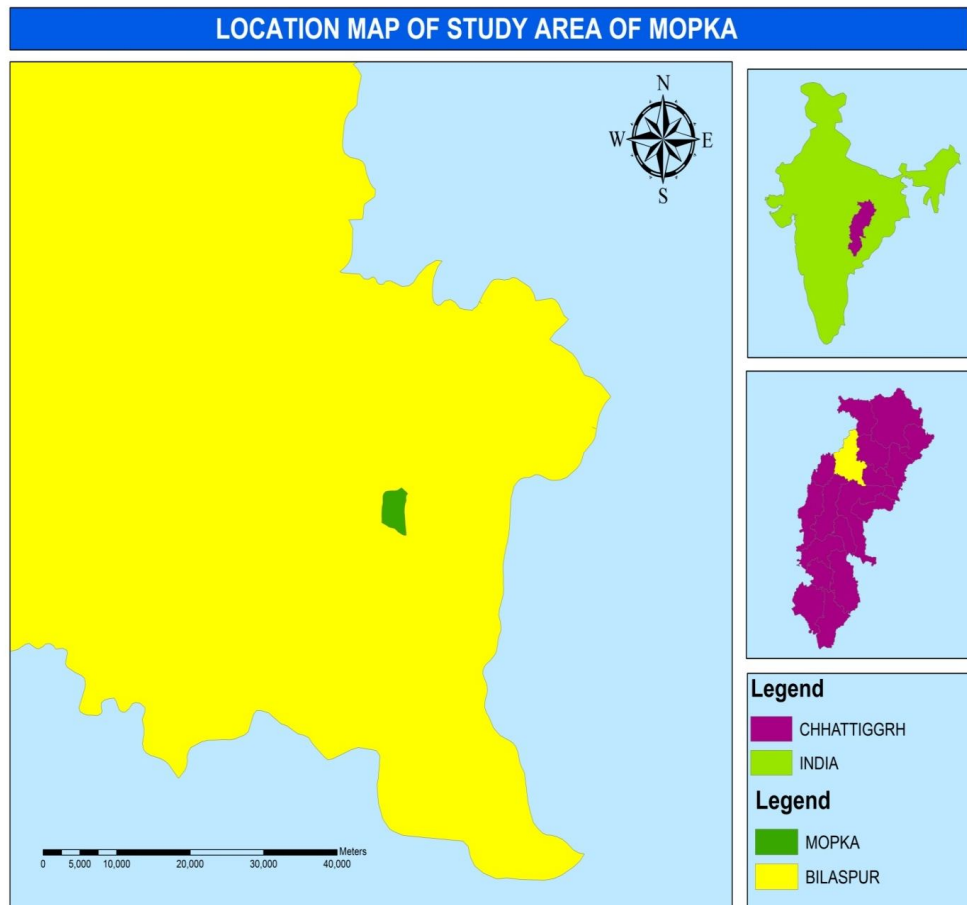 LOCATION MAP OF STUDY AREA OF MOPKA
N
W E
S
Legend
CHHATTIGGRH
INDIA
Legend
MOPKA
BILASPUR
Meters
0 5,000 10,000 20,000 30,000 40,000